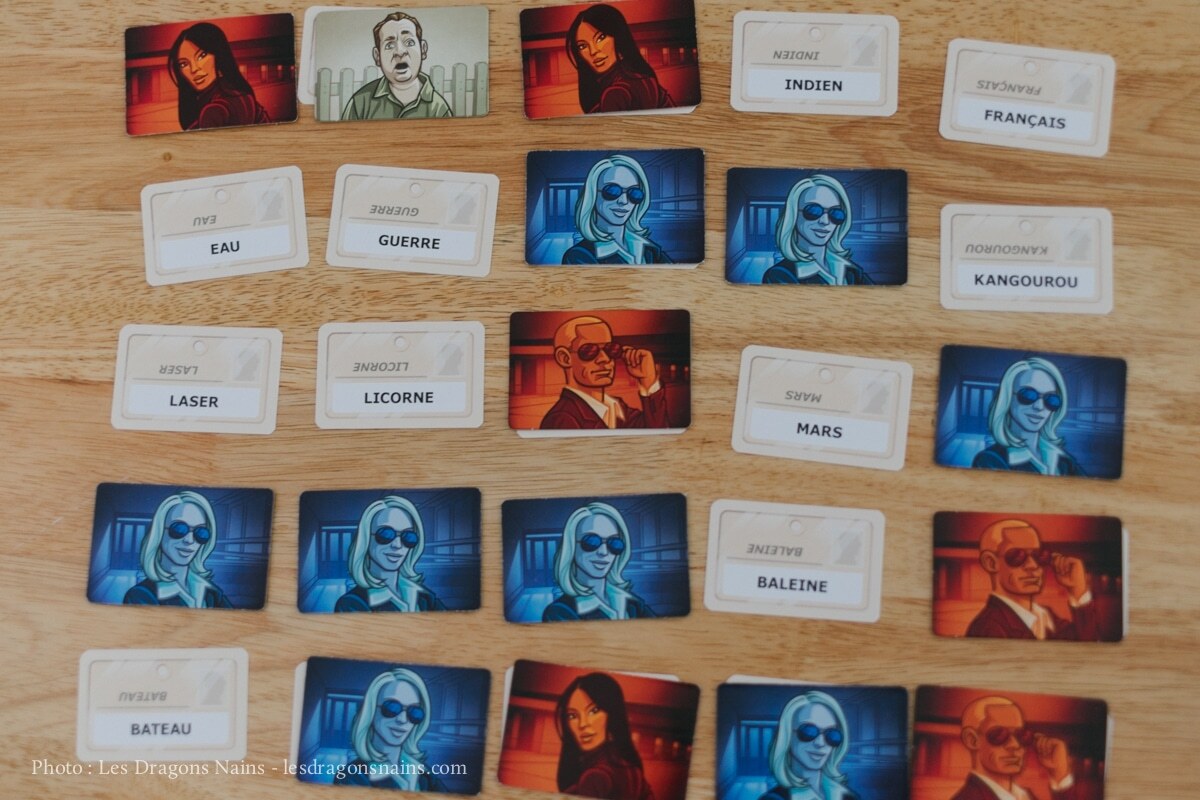 INDIEN
INDIEN
FRANÇAIS
FRANÇAIS
EAU
EAU
GUERRE
GUERRE
KANGOUROU
KANGOUROU
LASER
LASER
LICORNE
LICORNE
MARS
MARS
BALEINE
BALEINE
BATEAU
BATEAU
Photo : Les Dragons Nains - lesdragonsnains.com